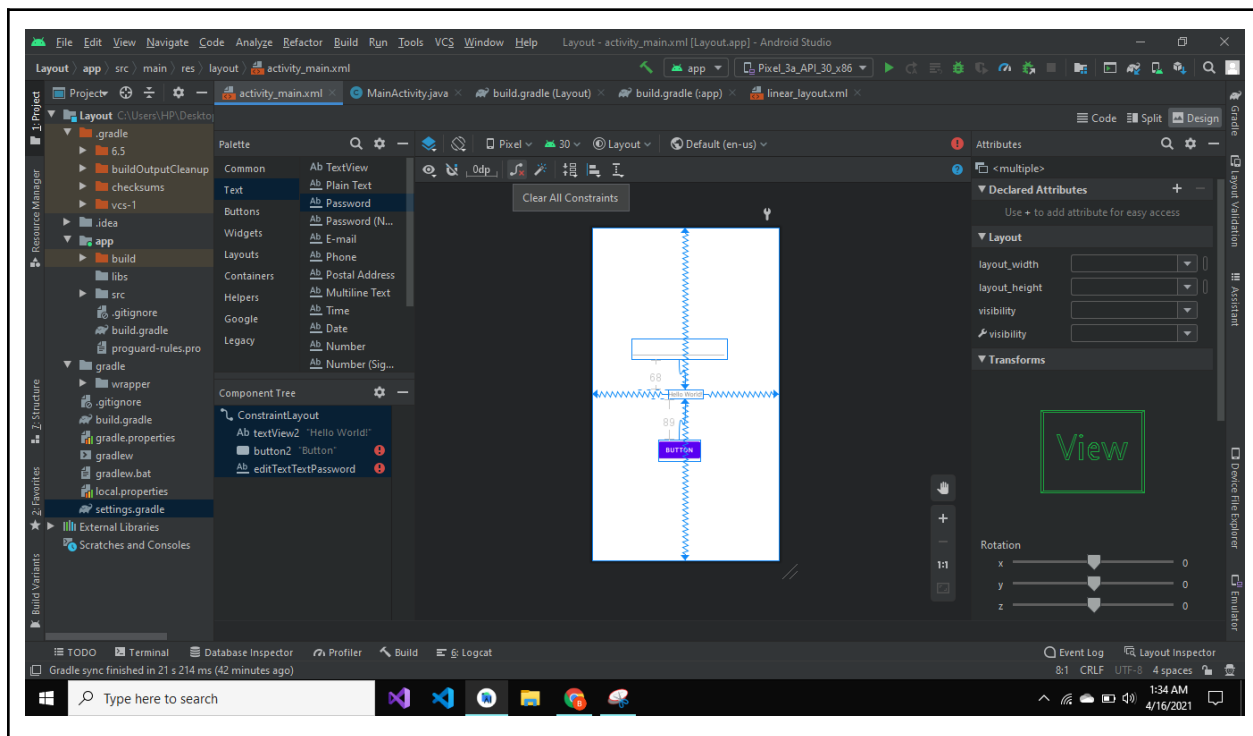 File Edit View Navigate Code Analyze Refactor Build Run Tools VCS Window Help Layout - activity_main.xml [Layout.app] - Android Studio
Layout app src main res layout activity_main.xml app Pixel_3a_API_30_x86
Project activity_main.xml MainActivity.java build.gradle (Layout) build.gradle (:app) linear_layout.xml
Code Split Design
1: Project
Resource Manager
7: Structure
2: Favorites
Build Variants
Layout C:\Users\HP\Deskto
.gradle
6.5
buildOutputCleanup
checksums
vcs-1
.idea
app
build
libs
src
.gitignore
build.gradle
proguard-rules.pro
gradle
wrapper
.gitignore
build.gradle
gradle.properties
gradlew
gradlew.bat
local.properties
settings.gradle
External Libraries
Scratches and Consoles
Palette
Common
Text
Buttons
Widgets
Layouts
Containers
Helpers
Google
Legacy
Ab TextView
Ab Plain Text
Ab Password
Ab Password (N...
Ab E-mail
Ab Phone
Ab Postal Address
Ab Multiline Text
Ab Time
Ab Date
Ab Number
Ab Number (Sig...
Component Tree
ConstraintLayout
Ab textView2 "Hello World!"
button2 "Button"
Ab editTextTextPassword
Pixel 30 Layout Default (en-us)
0dp
Clear All Constraints
68
Hello World!
89
BUTTON
1:1
Attributes
<multiple>
Declared Attributes
Use + to add attribute for easy access
Layout
layout_width
layout_height
visibility
visibility
Transforms
View
Rotation
x 0
y 0
z 0
Gradle
Layout Validation
Assistant
Device File Explorer
Emulator
TODO Terminal Database Inspector Profiler Build 6: Logcat Event Log Layout Inspector
Gradle sync finished in 21 s 214 ms (42 minutes ago) 8:1 CRLF UTF-8 4 spaces
Type here to search
1:34 AM
4/16/2021